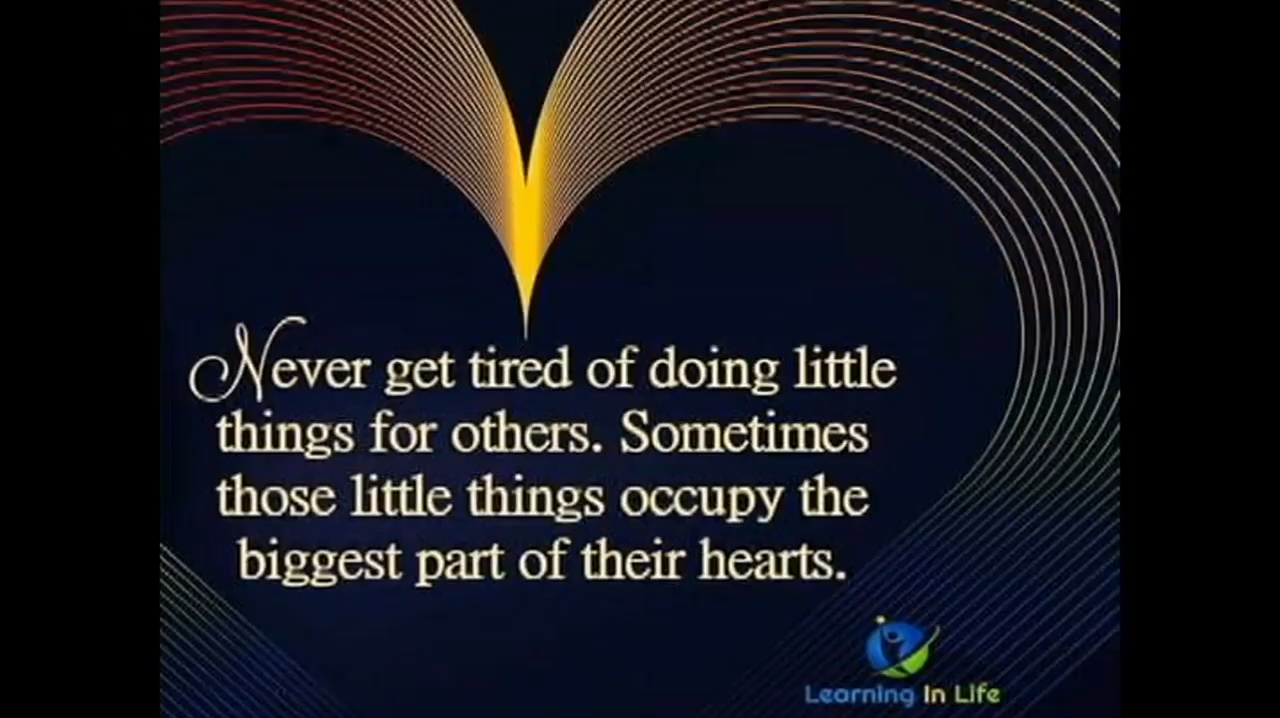 Never get tired of doing little
things for others. Sometimes
those little things occupy the
biggest part of their hearts.
Learning In Life